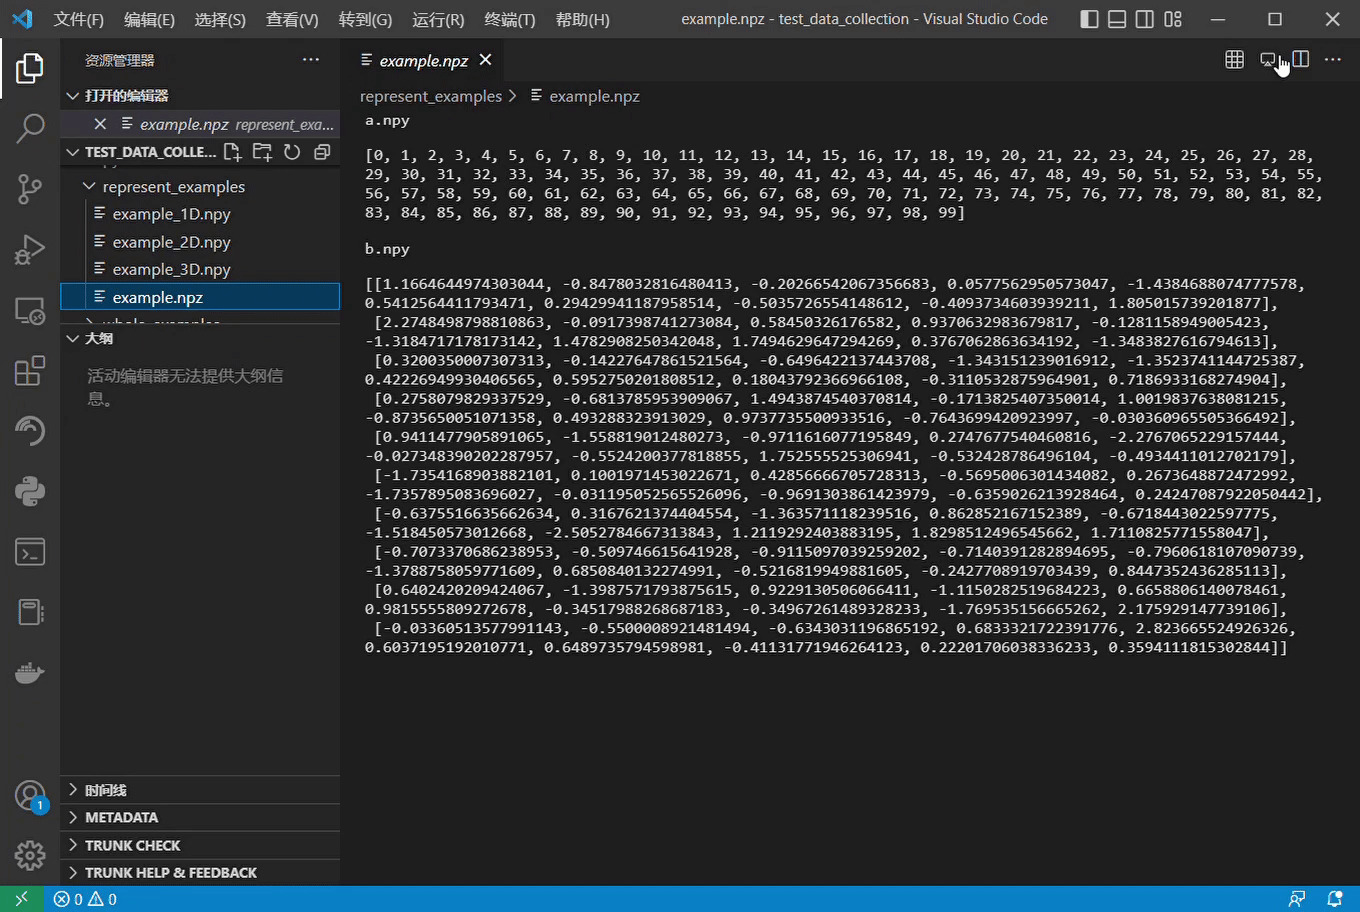 文件(F) 编辑(E) 选择(S) 查看(V) 转到(G) 运行(R) 终端(T) 帮助(H) example.npz - test_data_collection - Visual Studio Code
资源管理器
打开的编辑器
example.npz represent_exa...
TEST_DATA_COLLE...
represent_examples
example_1D.npy
example_2D.npy
example_3D.npy
example.npz
大纲
活动编辑器无法提供大纲信
息。
时间线
METADATA
TRUNK CHECK
TRUNK HELP & FEEDBACK
1
example.npz
represent_examples > example.npz
a.npy
[0, 1, 2, 3, 4, 5, 6, 7, 8, 9, 10, 11, 12, 13, 14, 15, 16, 17, 18, 19, 20, 21, 22, 23, 24, 25, 26, 27, 28,
29, 30, 31, 32, 33, 34, 35, 36, 37, 38, 39, 40, 41, 42, 43, 44, 45, 46, 47, 48, 49, 50, 51, 52, 53, 54, 55,
56, 57, 58, 59, 60, 61, 62, 63, 64, 65, 66, 67, 68, 69, 70, 71, 72, 73, 74, 75, 76, 77, 78, 79, 80, 81, 82,
83, 84, 85, 86, 87, 88, 89, 90, 91, 92, 93, 94, 95, 96, 97, 98, 99]
b.npy
[[1.1664644974303044, -0.8478032816480413, -0.20266542067356683, 0.0577562950573047, -1.4384688074777578,
0.5412564411793471, 0.29429941187958514, -0.5035726554148612, -0.4093734603939211, 1.805015739201877],
[2.2748498798810863, -0.0917398741273084, 0.58450326176582, 0.9370632983679817, -0.1281158949005423,
-1.3184717178173142, 1.4782908250342048, 1.7494629647294269, 0.3767062863634192, -1.3483827616794613],
[0.3200350007307313, -0.14227647861521564, -0.6496422137443708, -1.343151239016912, -1.3523741144725387,
0.42226949930406565, 0.5952750201808512, 0.18043792366966108, -0.3110532875964901, 0.7186933168274904],
[0.2758079829337529, -0.6813785953909067, 1.4943874540370814, -0.1713825407350014, 1.0019837638081215,
-0.8735650051071358, 0.4932883323913029, 0.9737735500933516, -0.7643699420923997, -0.030360965505366492],
[0.9411477905891065, -1.558819012480273, -0.9711616077195849, 0.2747677540460816, -2.2767065229157444,
-0.027348390202287957, -0.5524200377818855, 1.752555525306941, -0.532428786496104, -0.4934411012702179],
[-1.7354168903882101, 0.1001971453022671, 0.42856666705728313, -0.5695006301434082, 0.2673648872472992,
-1.7357895083696027, -0.031195052565526096, -0.9691303861423979, -0.6359026213928464, 0.24247087922050442],
[-0.6375516635662634, 0.3167621374404554, -1.363571118239516, 0.862852167152389, -0.6718443022597775,
-1.518450573012668, -2.5052784667313843, 1.2119292403883195, 1.8298512496545662, 1.7110825771558047],
[-0.7073370686238953, -0.509746615641928, -0.9115097039259202, -0.7140391282894695, -0.7960618107090739,
-1.3788758059771609, 0.6850840132274991, -0.5216819949881605, -0.2427708919703439, 0.8447352436285113],
[0.6402420209424067, -1.3987571793875615, 0.9229130506066411, -1.1150282519684223, 0.6658806140078461,
0.9815555809272678, -0.34517988268687183, -0.34967261489328233, -1.769535156665262, 2.175929147739106],
[-0.03360513577991143, -0.5500008921481494, -0.6343031196865192, 0.6833321722391776, 2.823665524926326,
0.6037195192010771, 0.6489735794598981, -0.41131771946264123, 0.22201706038336233, 0.3594111815302844]]
0 0